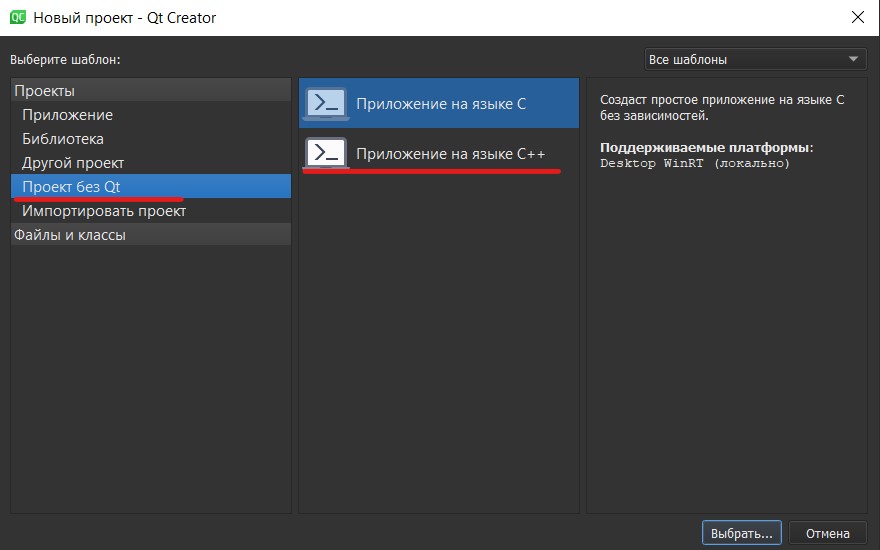 QC Новый проект - Qt Creator
Выберите шаблон:
Все шаблоны
Проекты
Приложение
Библиотека
Другой проект
Проект без Qt
Импортировать проект
Файлы и классы
Приложение на языке C
Приложение на языке C++
Создаст простое приложение на языке C
без зависимостей.
Поддерживаемые платформы:
Desktop WinRT (локально)
Выбрать...
Отмена